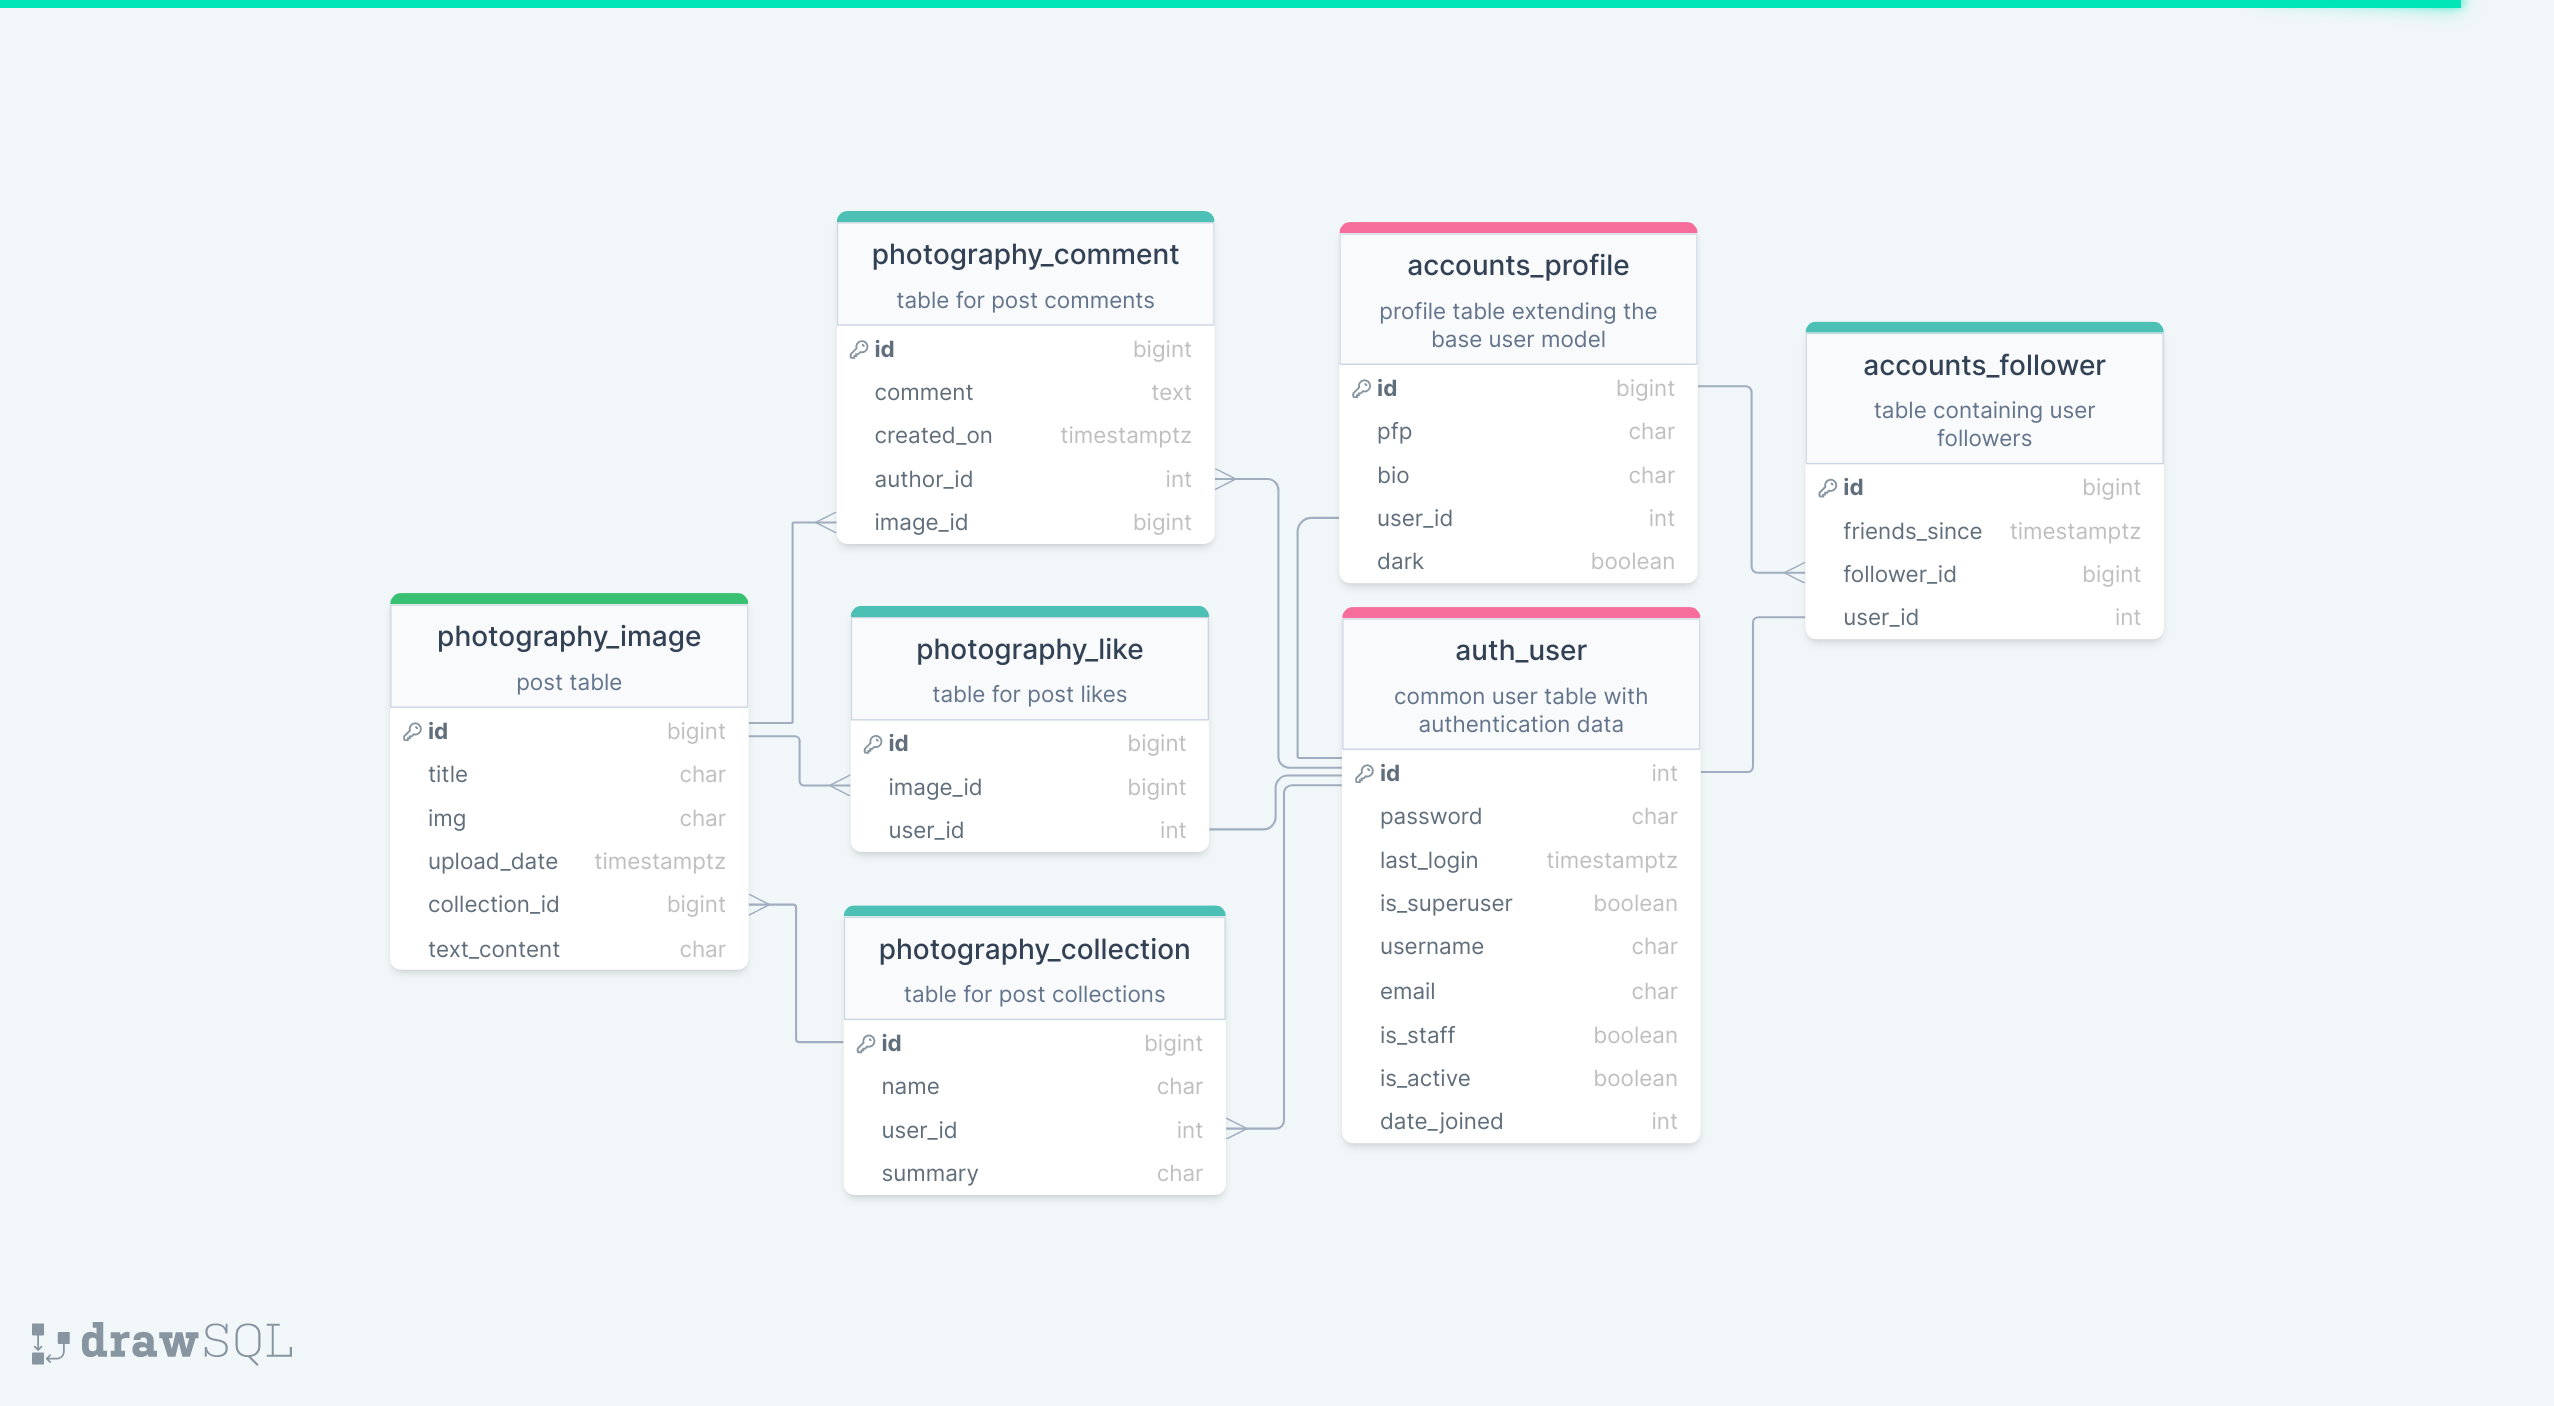 photography_comment
table for post comments
id bigint
comment text
created_on timestamptz
author_id int
image_id bigint
accounts_profile
profile table extending the
base user model
id bigint
pfp char
bio char
user_id int
dark boolean
accounts_follower
table containing user
followers
id bigint
friends_since timestamptz
follower_id bigint
user_id int
photography_image
post table
id bigint
title char
img char
upload_date timestamptz
collection_id bigint
text_content char
photography_like
table for post likes
id bigint
image_id bigint
user_id int
auth_user
common user table with
authentication data
id int
password char
last_login timestamptz
is_superuser boolean
username char
email char
is_staff boolean
is_active boolean
date_joined int
photography_collection
table for post collections
id bigint
name char
user_id int
summary char
drawSQL